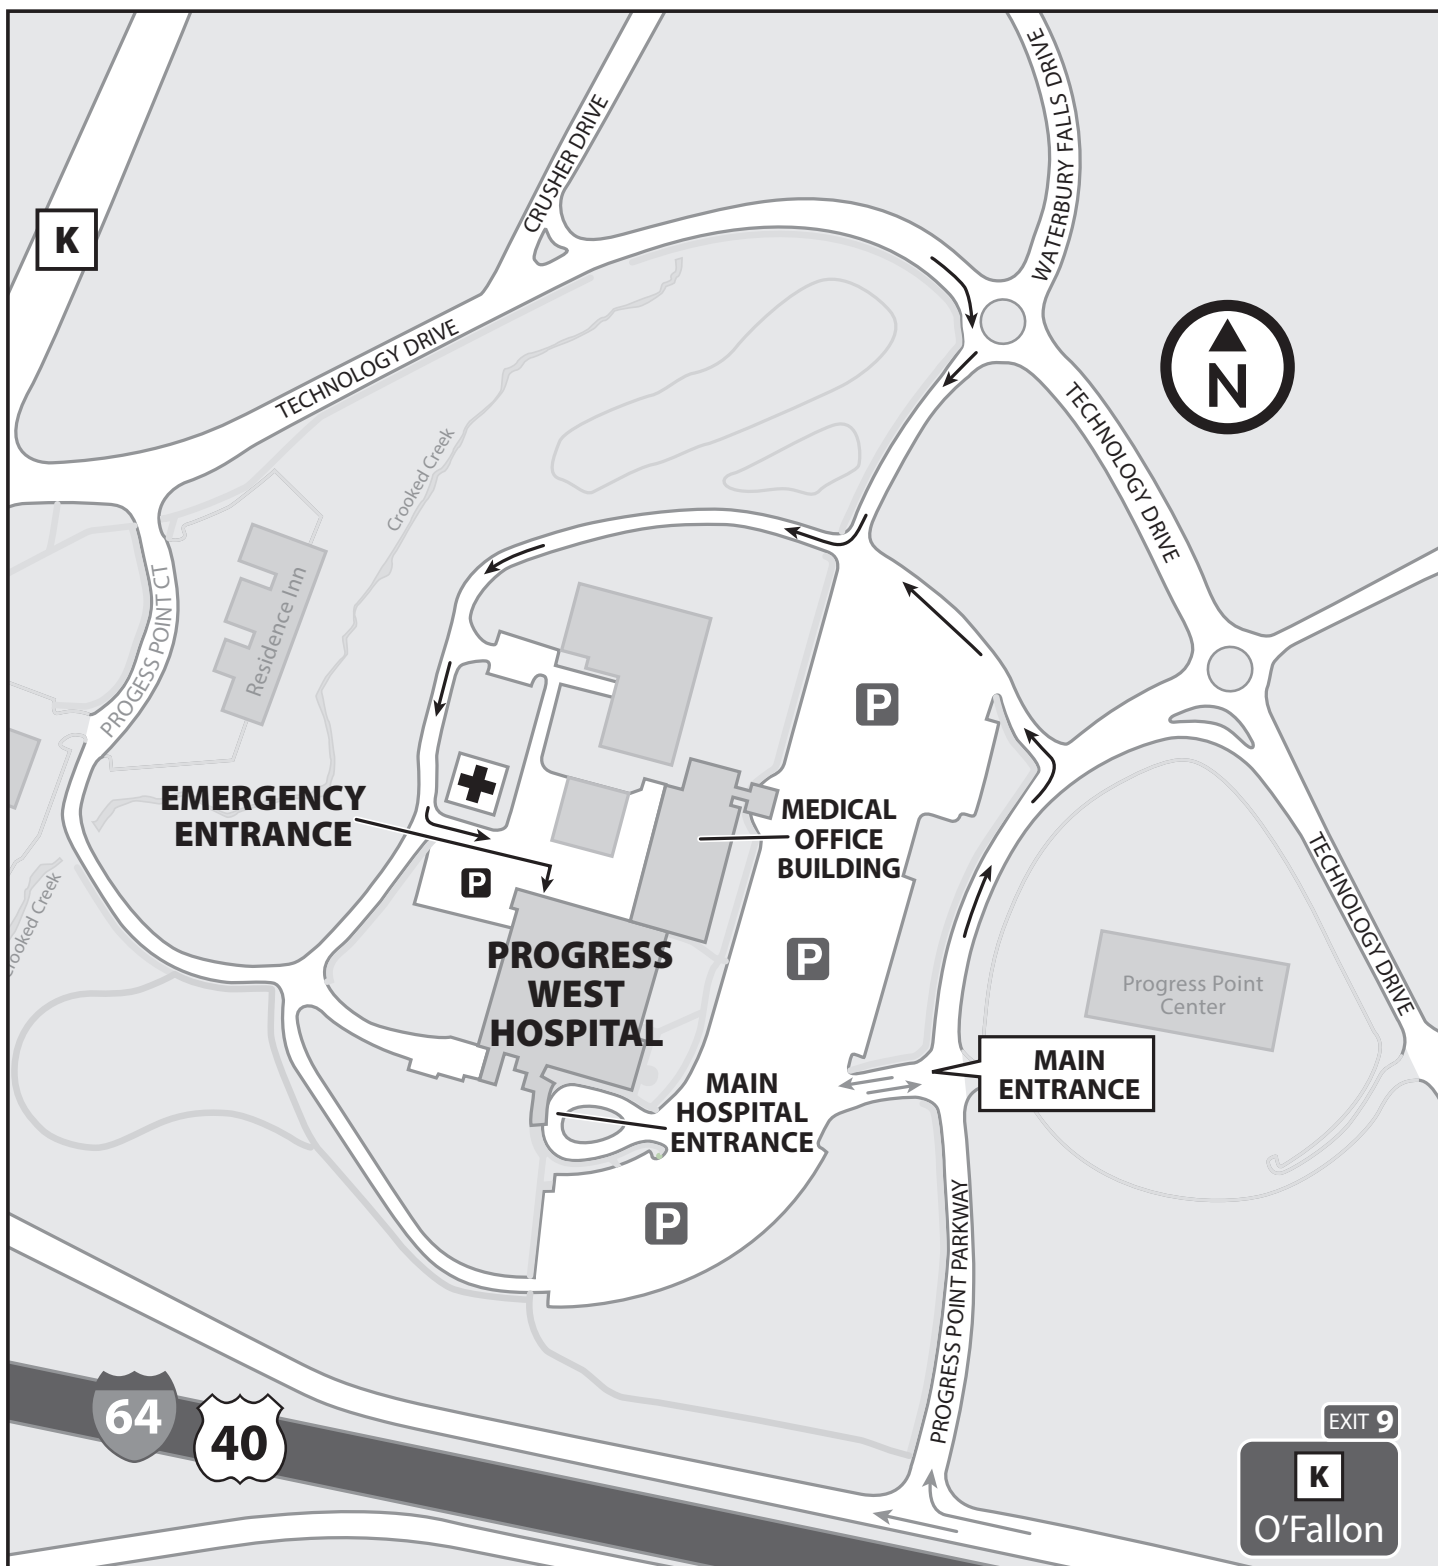 WATERBURY FALLS DRIVE
CRUSHER DRIVE
K
N
TECHNOLOGY DRIVE
TECHNOLOGY DRIVE
Crooked Creek
PROGESS POINT CT
Residence Inn
P
EMERGENCY
ENTRANCE
MEDICAL
OFFICE
BUILDING
P
TECHNOLOGY DRIVE
Crooked Creek
PROGRESS
WEST
HOSPITAL
P
Progress Point
Center
MAIN
ENTRANCE
MAIN
HOSPITAL
ENTRANCE
P
PROGRESS POINT PARKWAY
64
40
EXIT 9
K
O'Fallon